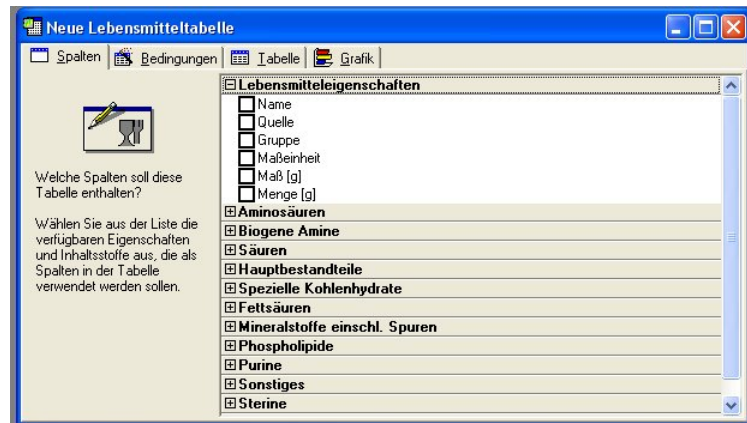 Neue Lebensmitteltabelle
Spalten Bedingungen Tabelle Grafik
Welche Spalten soll diese
Tabelle enthalten?
Wählen Sie aus der Liste die
verfügbaren Eigenschaften
und Inhaltsstoffe aus, die als
Spalten in der Tabelle
verwendet werden sollen.
Lebensmitteleigenschaften
Name
Quelle
Gruppe
Maßeinheit
Maß [g]
Menge [g]
Aminosäuren
Biogene Amine
Säuren
Hauptbestandteile
Spezielle Kohlenhydrate
Fettsäuren
Mineralstoffe einschl. Spuren
Phospholipide
Purine
Sonstiges
Sterine